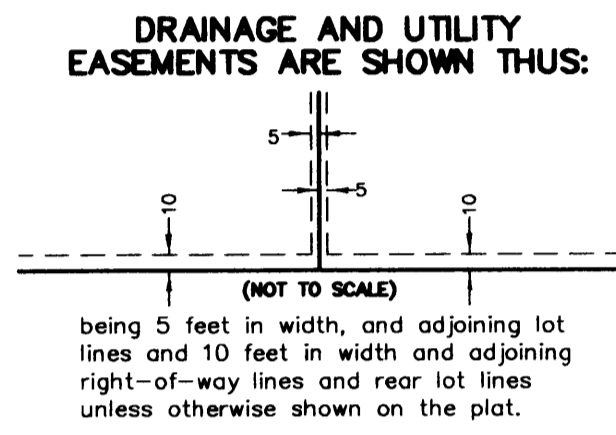 DRAINAGE AND UTILITY
EASEMENTS ARE SHOWN THUS:
5
5
10
10
(NOT TO SCALE)
being 5 feet in width, and adjoining lot
lines and 10 feet in width and adjoining
right-of-way lines and rear lot lines
unless otherwise shown on the plat.